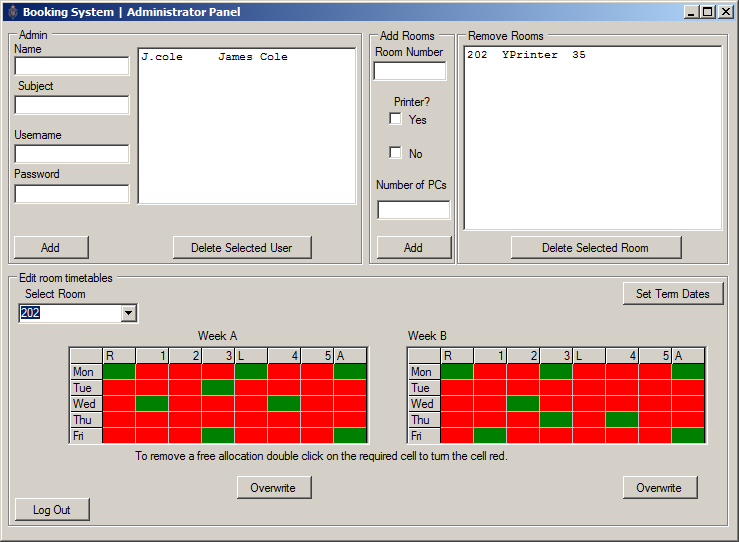 Booking System | Administrator Panel
Admin
Name
Subject
Username
Password
J.cole James Cole
Add
Delete Selected User
Add Rooms
Room Number
Printer?
Yes
No
Number of PCs
Add
Remove Rooms
202 YPrinter 35
Delete Selected Room
Edit room timetables
Select Room
202
Set Term Dates
Week A
R 1 2 3 L 4 5 A
Mon
Tue
Wed
Thu
Fri
Week B
R 1 2 3 L 4 5 A
Mon
Tue
Wed
Thu
Fri
To remove a free allocation double click on the required cell to turn the cell red.
Overwrite
Overwrite
Log Out